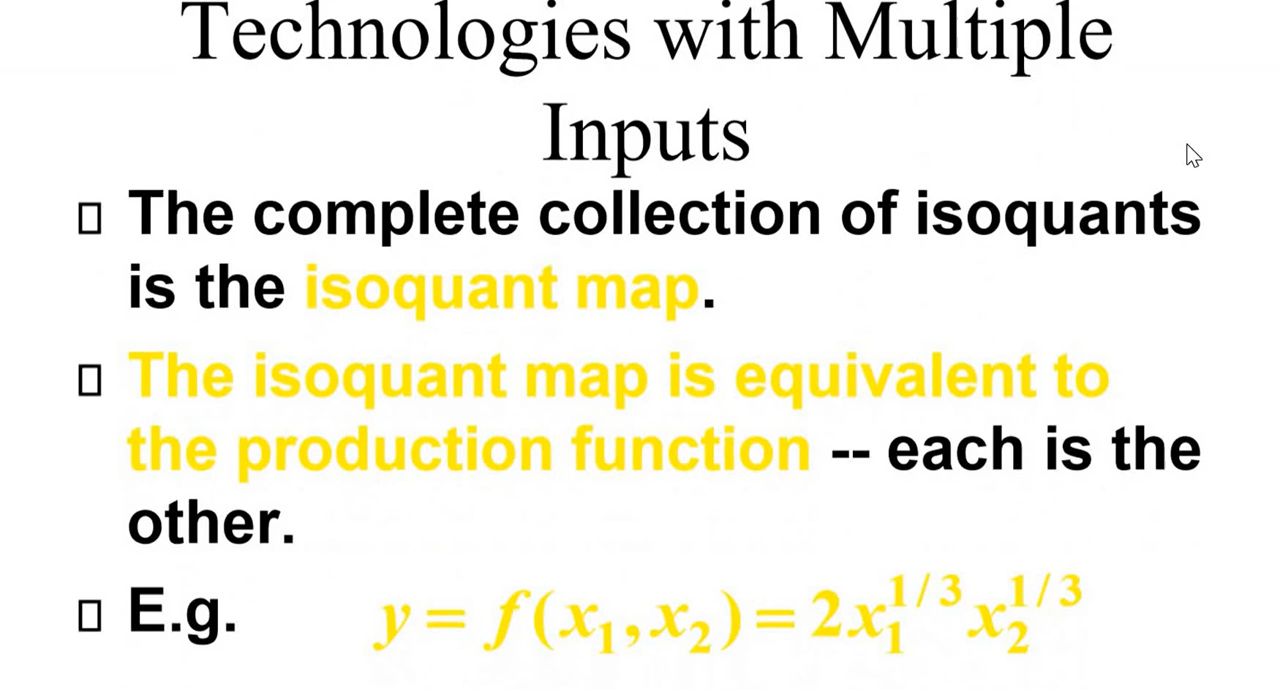 Technologies with Multiple
Inputs
▯ The complete collection of isoquants
is the isoquant map.
▯ The isoquant map is equivalent to
the production function -- each is the
other.
▯ E.g. y = f(x₁, x₂) = 2x₁^{1/3} x₂^{1/3}